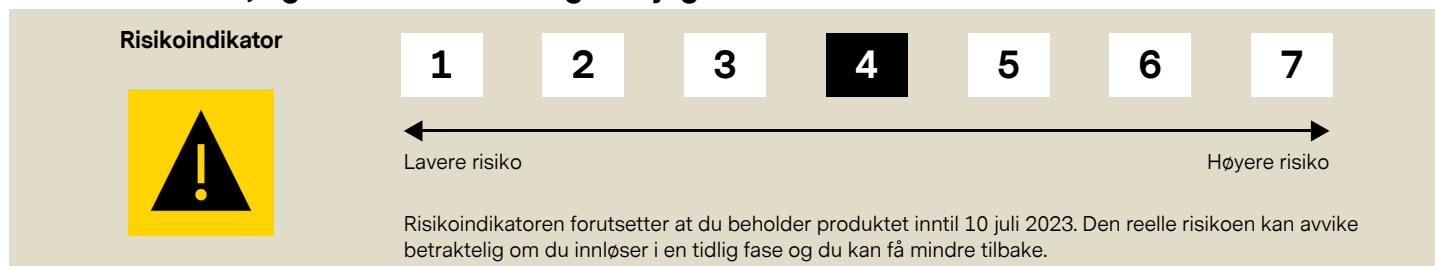 Risikoindikator
1 2 3 4 5 6 7
Lavere risiko Høyere risiko
Risikoindikatoren forutsetter at du beholder produktet inntil 10 juli 2023. Den reelle risikoen kan avvike
betraktelig om du innløser i en tidlig fase og du kan få mindre tilbake.